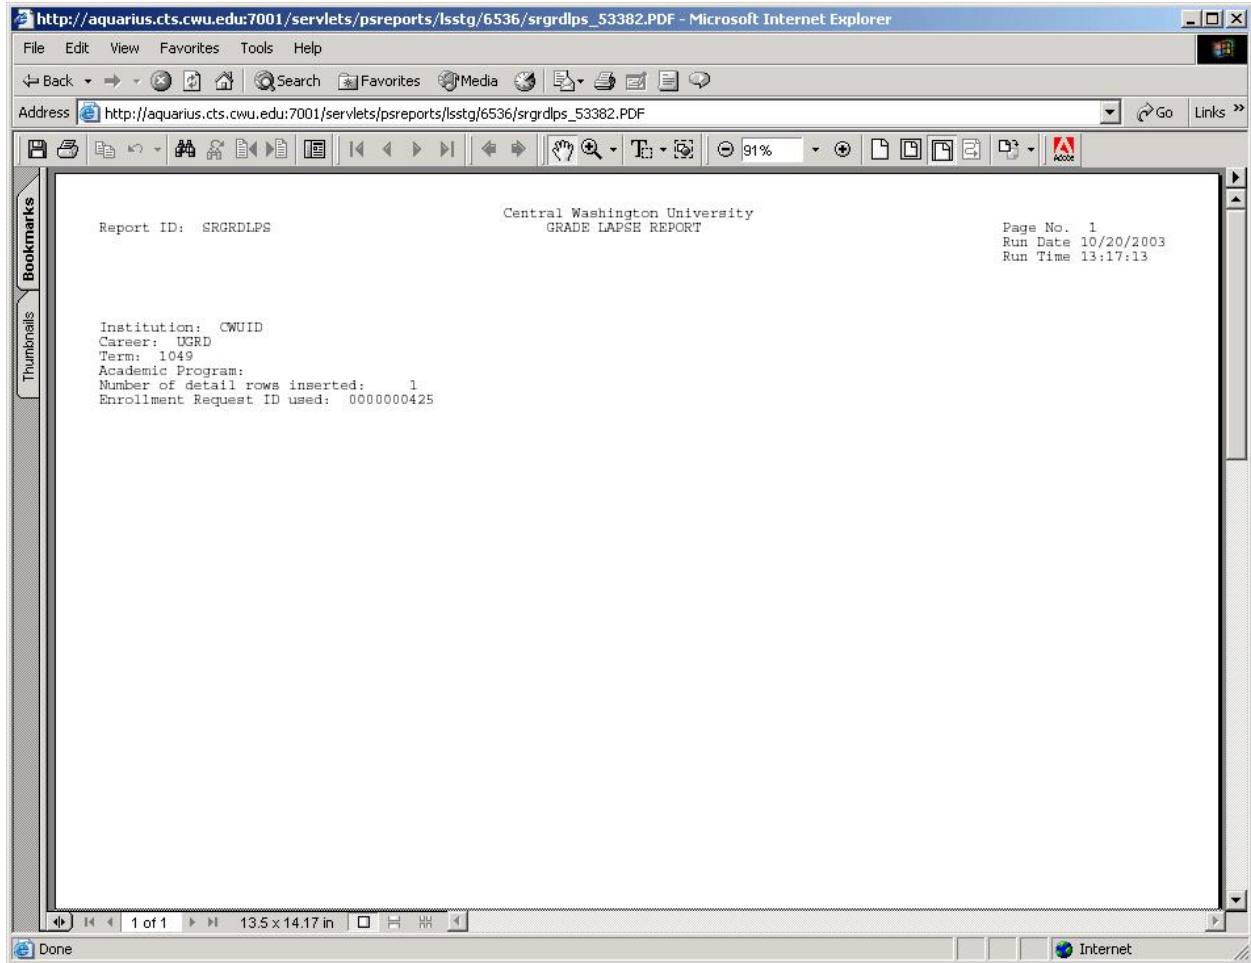 http://aquarius.cts.cwu.edu:7001/servlets/psreports/lsstg/6536/srgrdlps_53382.PDF - Microsoft Internet Explorer
File Edit View Favorites Tools Help
Back Search Favorites Media
Address http://aquarius.cts.cwu.edu:7001/servlets/psreports/lsstg/6536/srgrdlps_53382.PDF Go Links »
91% Adobe
Bookmarks
Thumbnails
Central Washington University
Report ID: SRGRDLPS GRADE LAPSE REPORT Page No. 1
Run Date 10/20/2003
Run Time 13:17:13
Institution: CWUID
Career: UGRD
Term: 1049
Academic Program:
Number of detail rows inserted: 1
Enrollment Request ID used: 0000000425
1 of 1 13.5 x 14.17 in
Done Internet